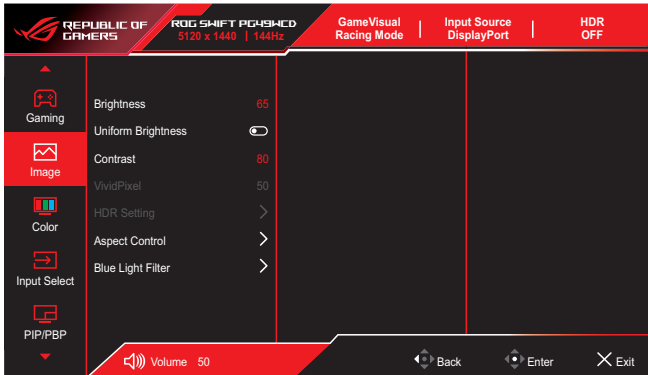 REPUBLIC OF
GAMERS
ROG SWIFT PG49WCD
5120 x 1440 | 144Hz
GameVisual
Racing Mode
Input Source
DisplayPort
HDR
OFF
Gaming
Image
Color
Input Select
PIP/PBP
Brightness 65
Uniform Brightness
Contrast 80
VividPixel 50
HDR Setting
Aspect Control
Blue Light Filter
Volume 50
Back
Enter
Exit